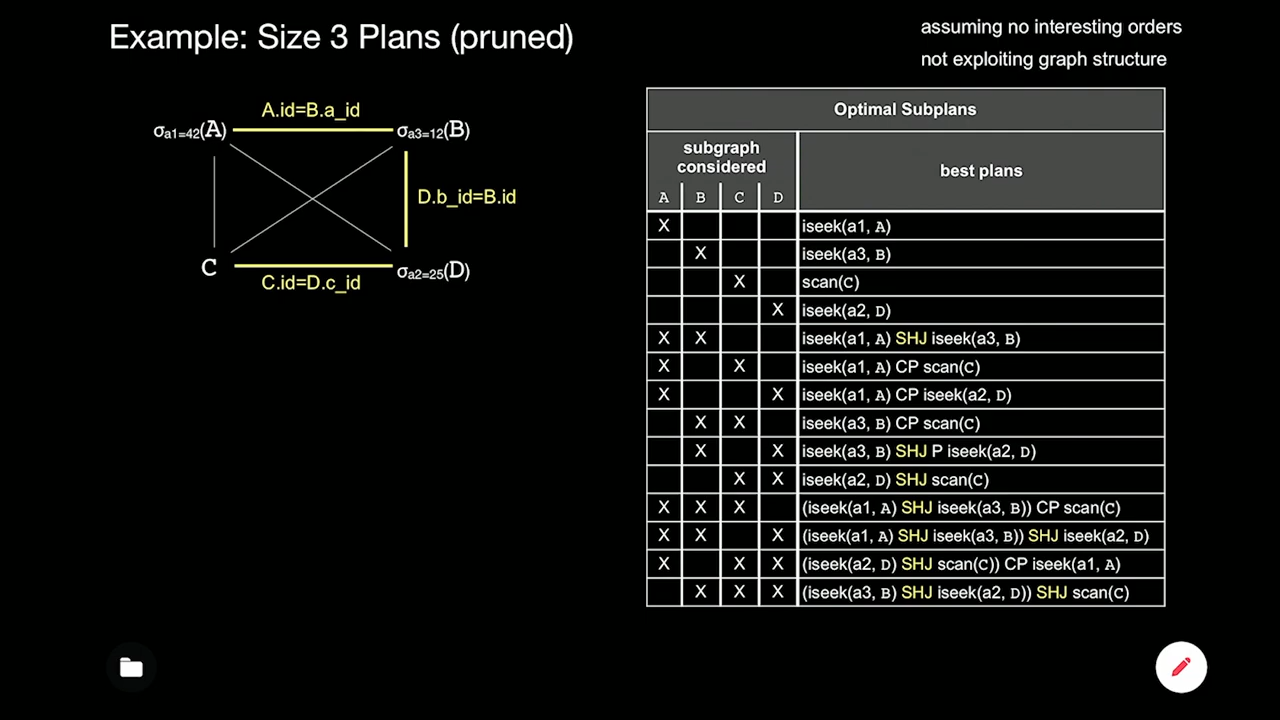 Example: Size 3 Plans (pruned)
assuming no interesting orders
not exploiting graph structure
A.id=B.a_id
σa1=42(A)
σa3=12(B)
D.b_id=B.id
C
σa2=25(D)
C.id=D.c_id
Optimal Subplans
subgraph
considered
best plans
A B C D
X iseek(a1, A)
X iseek(a3, B)
X scan(C)
X iseek(a2, D)
X X iseek(a1, A) SHJ iseek(a3, B)
X X iseek(a1, A) CP scan(C)
X X iseek(a1, A) CP iseek(a2, D)
X X iseek(a3, B) CP scan(C)
X X iseek(a3, B) SHJ P iseek(a2, D)
X X iseek(a2, D) SHJ scan(C)
X X X (iseek(a1, A) SHJ iseek(a3, B)) CP scan(C)
X X X (iseek(a1, A) SHJ iseek(a3, B)) SHJ iseek(a2, D)
X X X (iseek(a2, D) SHJ scan(C)) CP iseek(a1, A)
X X X (iseek(a3, B) SHJ iseek(a2, D)) SHJ scan(C)